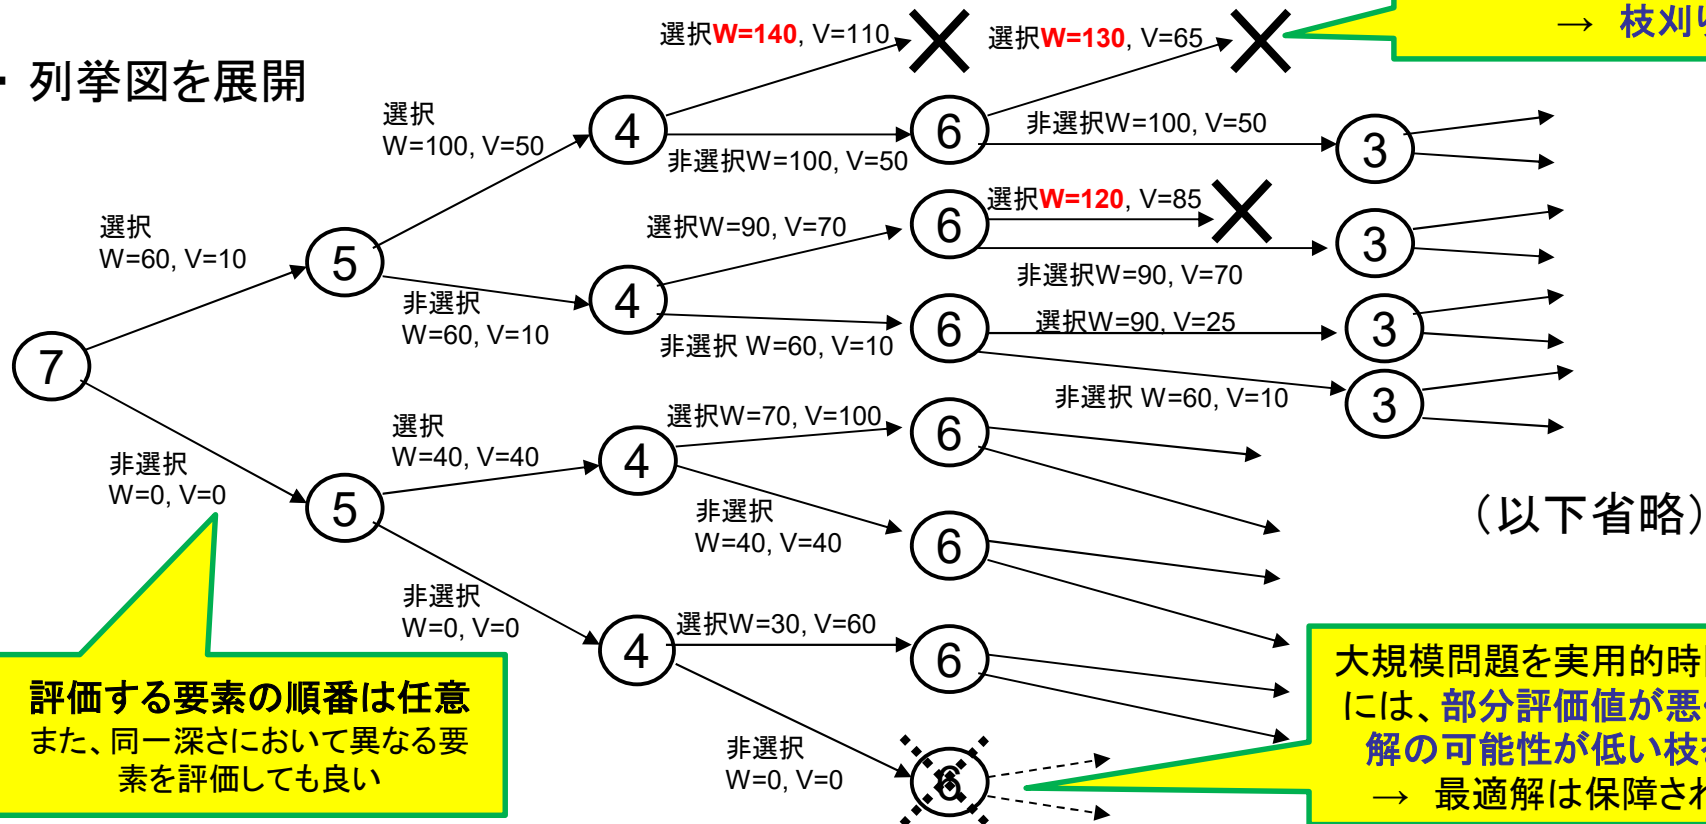 ・ 列挙図を展開
→ 枝刈り
選択W=140, V=110
選択W=130, V=65
選択
W=100, V=50
4
非選択W=100, V=50
6
非選択W=100, V=50
3
選択
W=60, V=10
5
選択W=90, V=70
6
選択W=120, V=85
非選択W=90, V=70
3
非選択
W=60, V=10
4
非選択 W=60, V=10
6
選択W=90, V=25
3
非選択 W=60, V=10
3
7
非選択
W=0, V=0
選択
W=40, V=40
4
選択W=70, V=100
6
5
非選択
W=40, V=40
6
(以下省略)
非選択
W=0, V=0
4
選択W=30, V=60
6
非選択
W=0, V=0
6
評価する要素の順番は任意
また、同一深さにおいて異なる要
素を評価しても良い
大規模問題を実用的時
には、部分評価値が悪
解の可能性が低い枝
→ 最適解は保障され